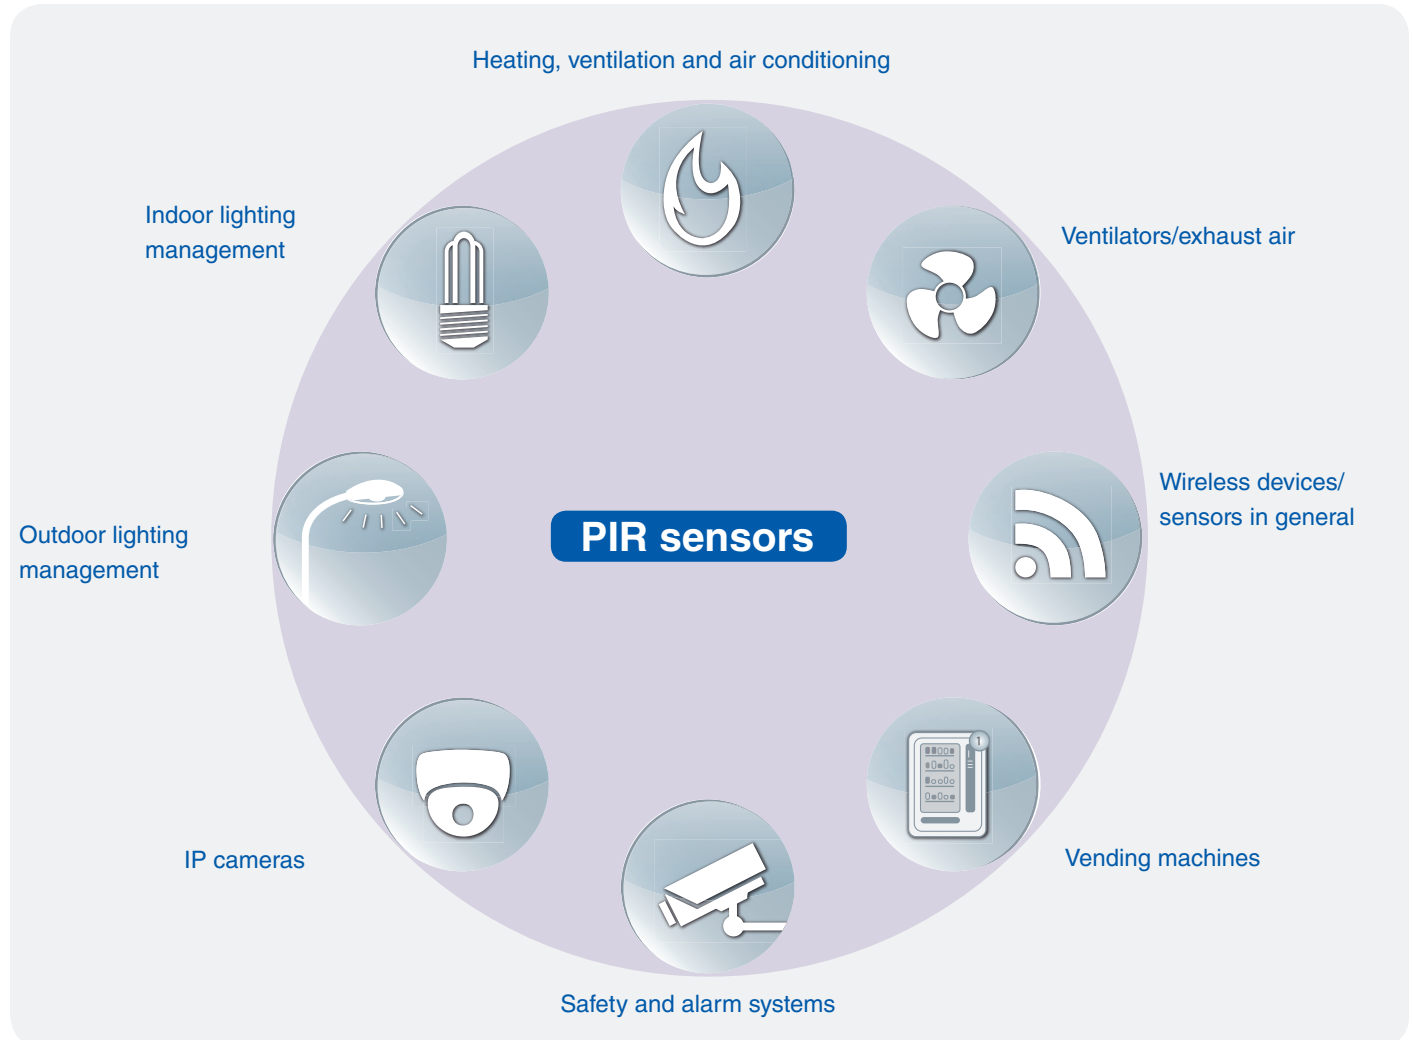 Heating, ventilation and air conditioning
Indoor lighting
management
Ventilators/exhaust air
Wireless devices/
sensors in general
Outdoor lighting
management
PIR sensors
1
IP cameras
Vending machines
Safety and alarm systems